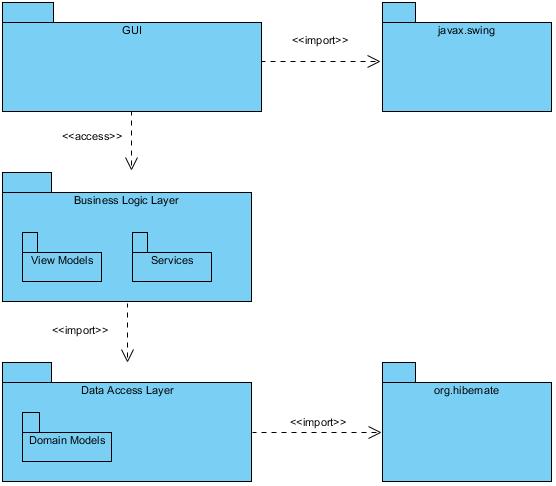 GUI
<<import>>
javax.swing
<<access>>
Business Logic Layer
View Models
Services
<<import>>
Data Access Layer
Domain Models
<<import>>
org.hibernate